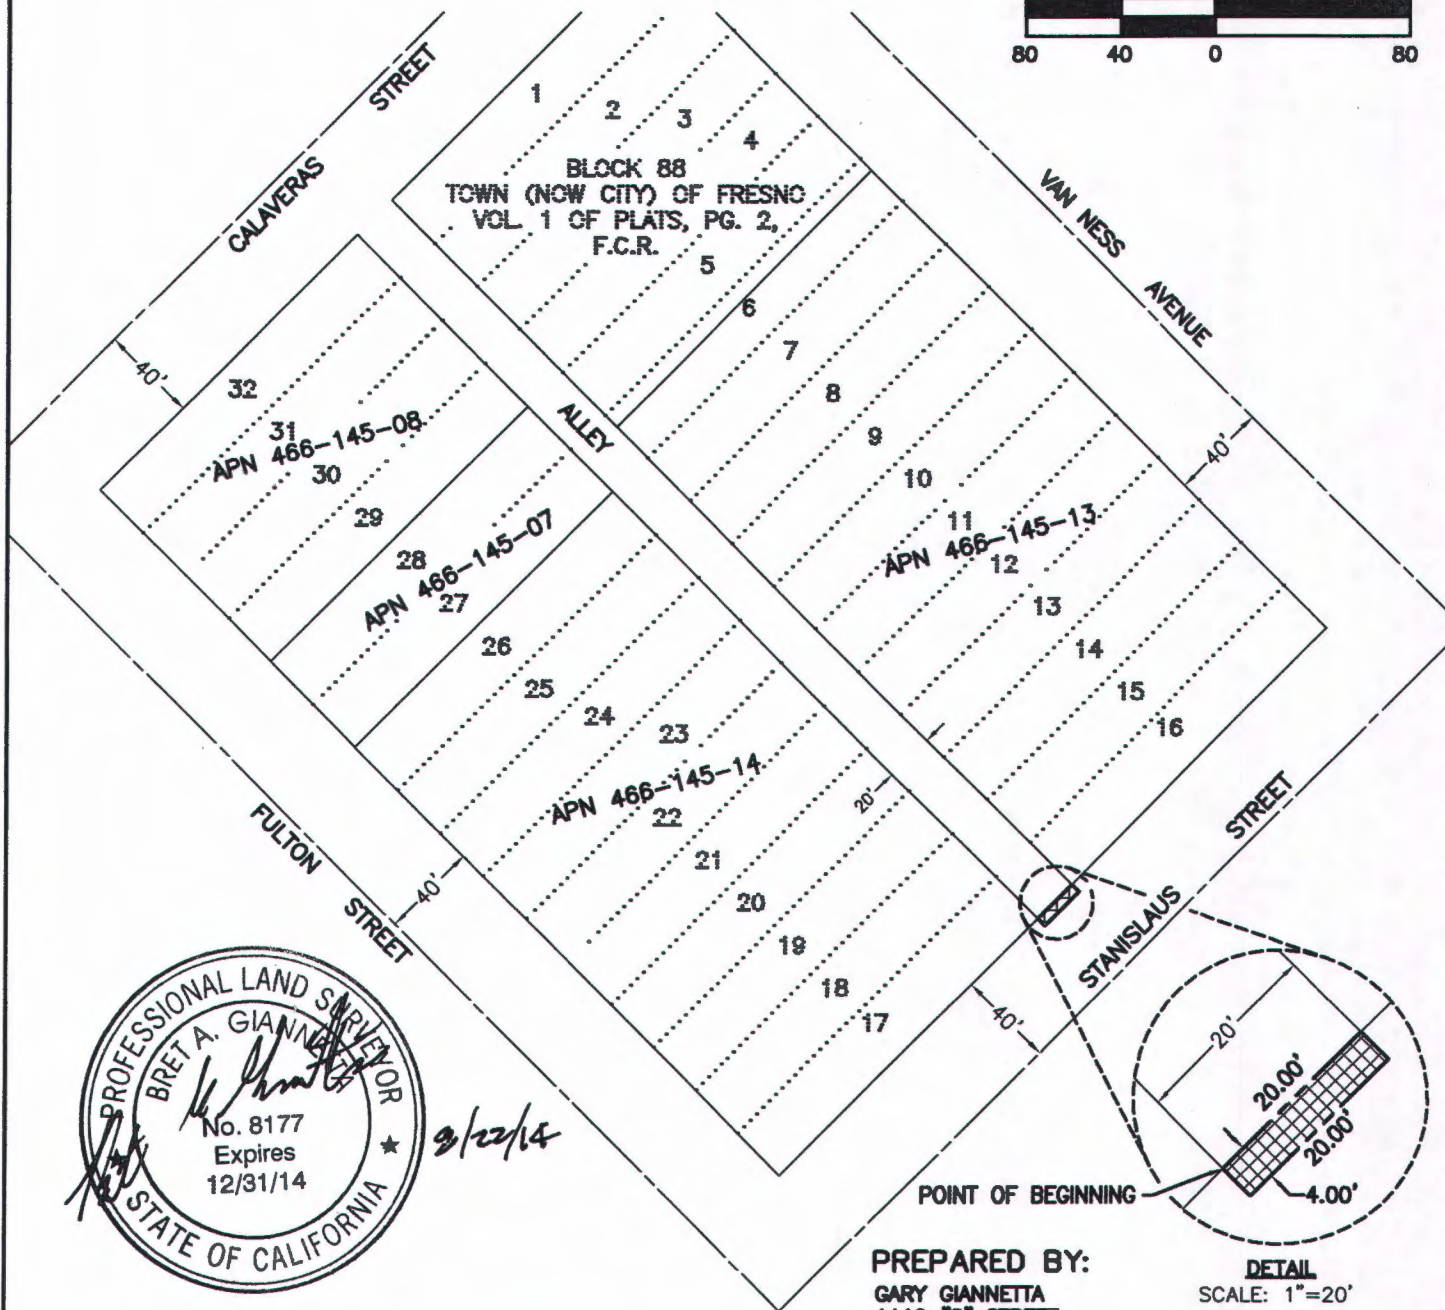 80 40 0 80
CALAVERAS STREET
1
2
3
4
BLOCK 88
TOWN (NOW CITY) OF FRESNO
VOL. 1 OF PLATS, PG. 2,
F.C.R.
5
6
7
8
9
10
11
APN 466-145-13
12
13
14
15
16
VAN NESS AVENUE
40'
40'
32
31
APN 466-145-08
30
29
28
APN 466-145-07
27
26
25
24
23
APN 466-145-14
22
21
20
19
18
17
ALLEY
20'
FULTON STREET
40'
STANISLAUS STREET
40'
20'
20.00'
20.00'
4.00'
POINT OF BEGINNING
DETAIL
SCALE: 1"=20'
PROFESSIONAL LAND SURVEYOR
BRET A. GIANNETTA
No. 8177
Expires
12/31/14
STATE OF CALIFORNIA
PREPARED BY:
GARY GIANNETTA